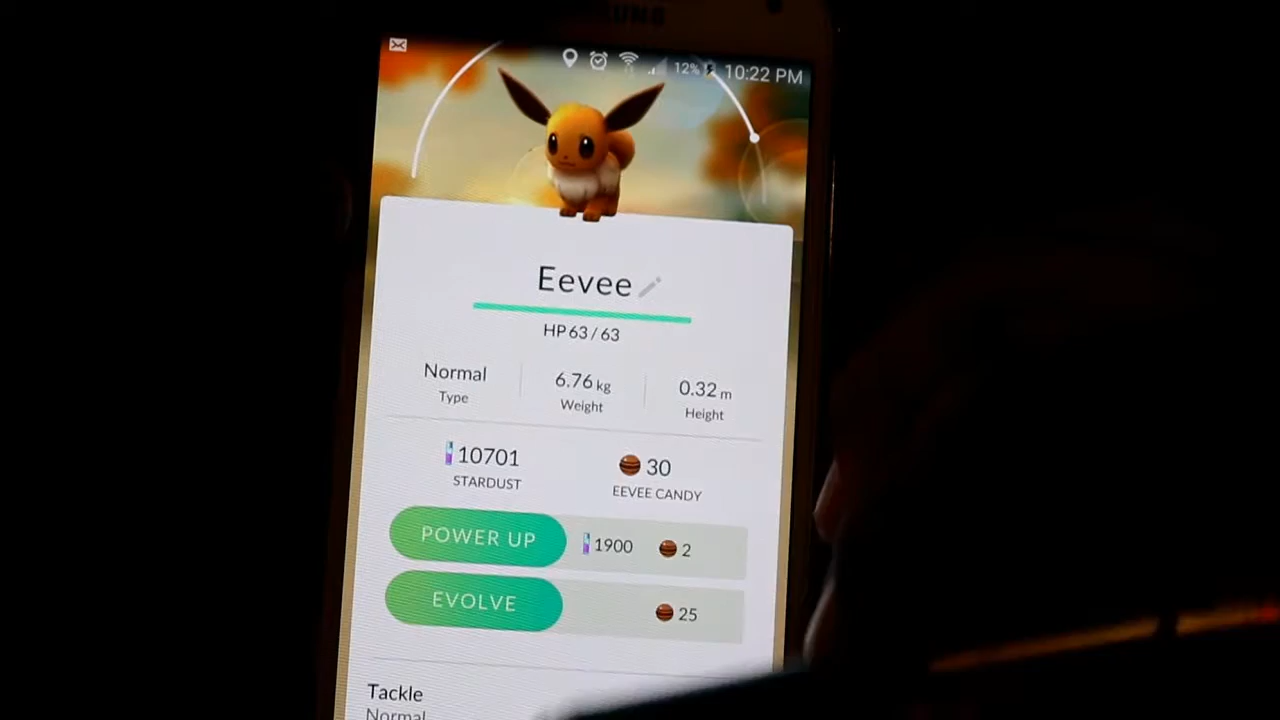 12% 10:22 PM
Eevee
HP 63 / 63
Normal 6.76 kg 0.32 m
Type Weight Height
10701 30
STARDUST EEVEE CANDY
POWER UP 1900 2
EVOLVE 25
Tackle
Normal